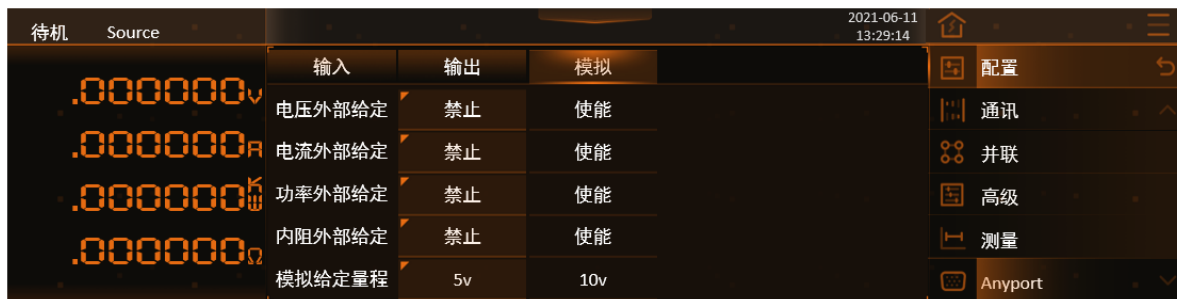 待机 Source
2021-06-11
13:29:14
.000000V
.000000A
.000000KW
.000000Ω
输入 输出 模拟
电压外部给定 禁止 使能
电流外部给定 禁止 使能
功率外部给定 禁止 使能
内阻外部给定 禁止 使能
模拟给定量程 5v 10v
配置
通讯
并联
高级
测量
Anyport